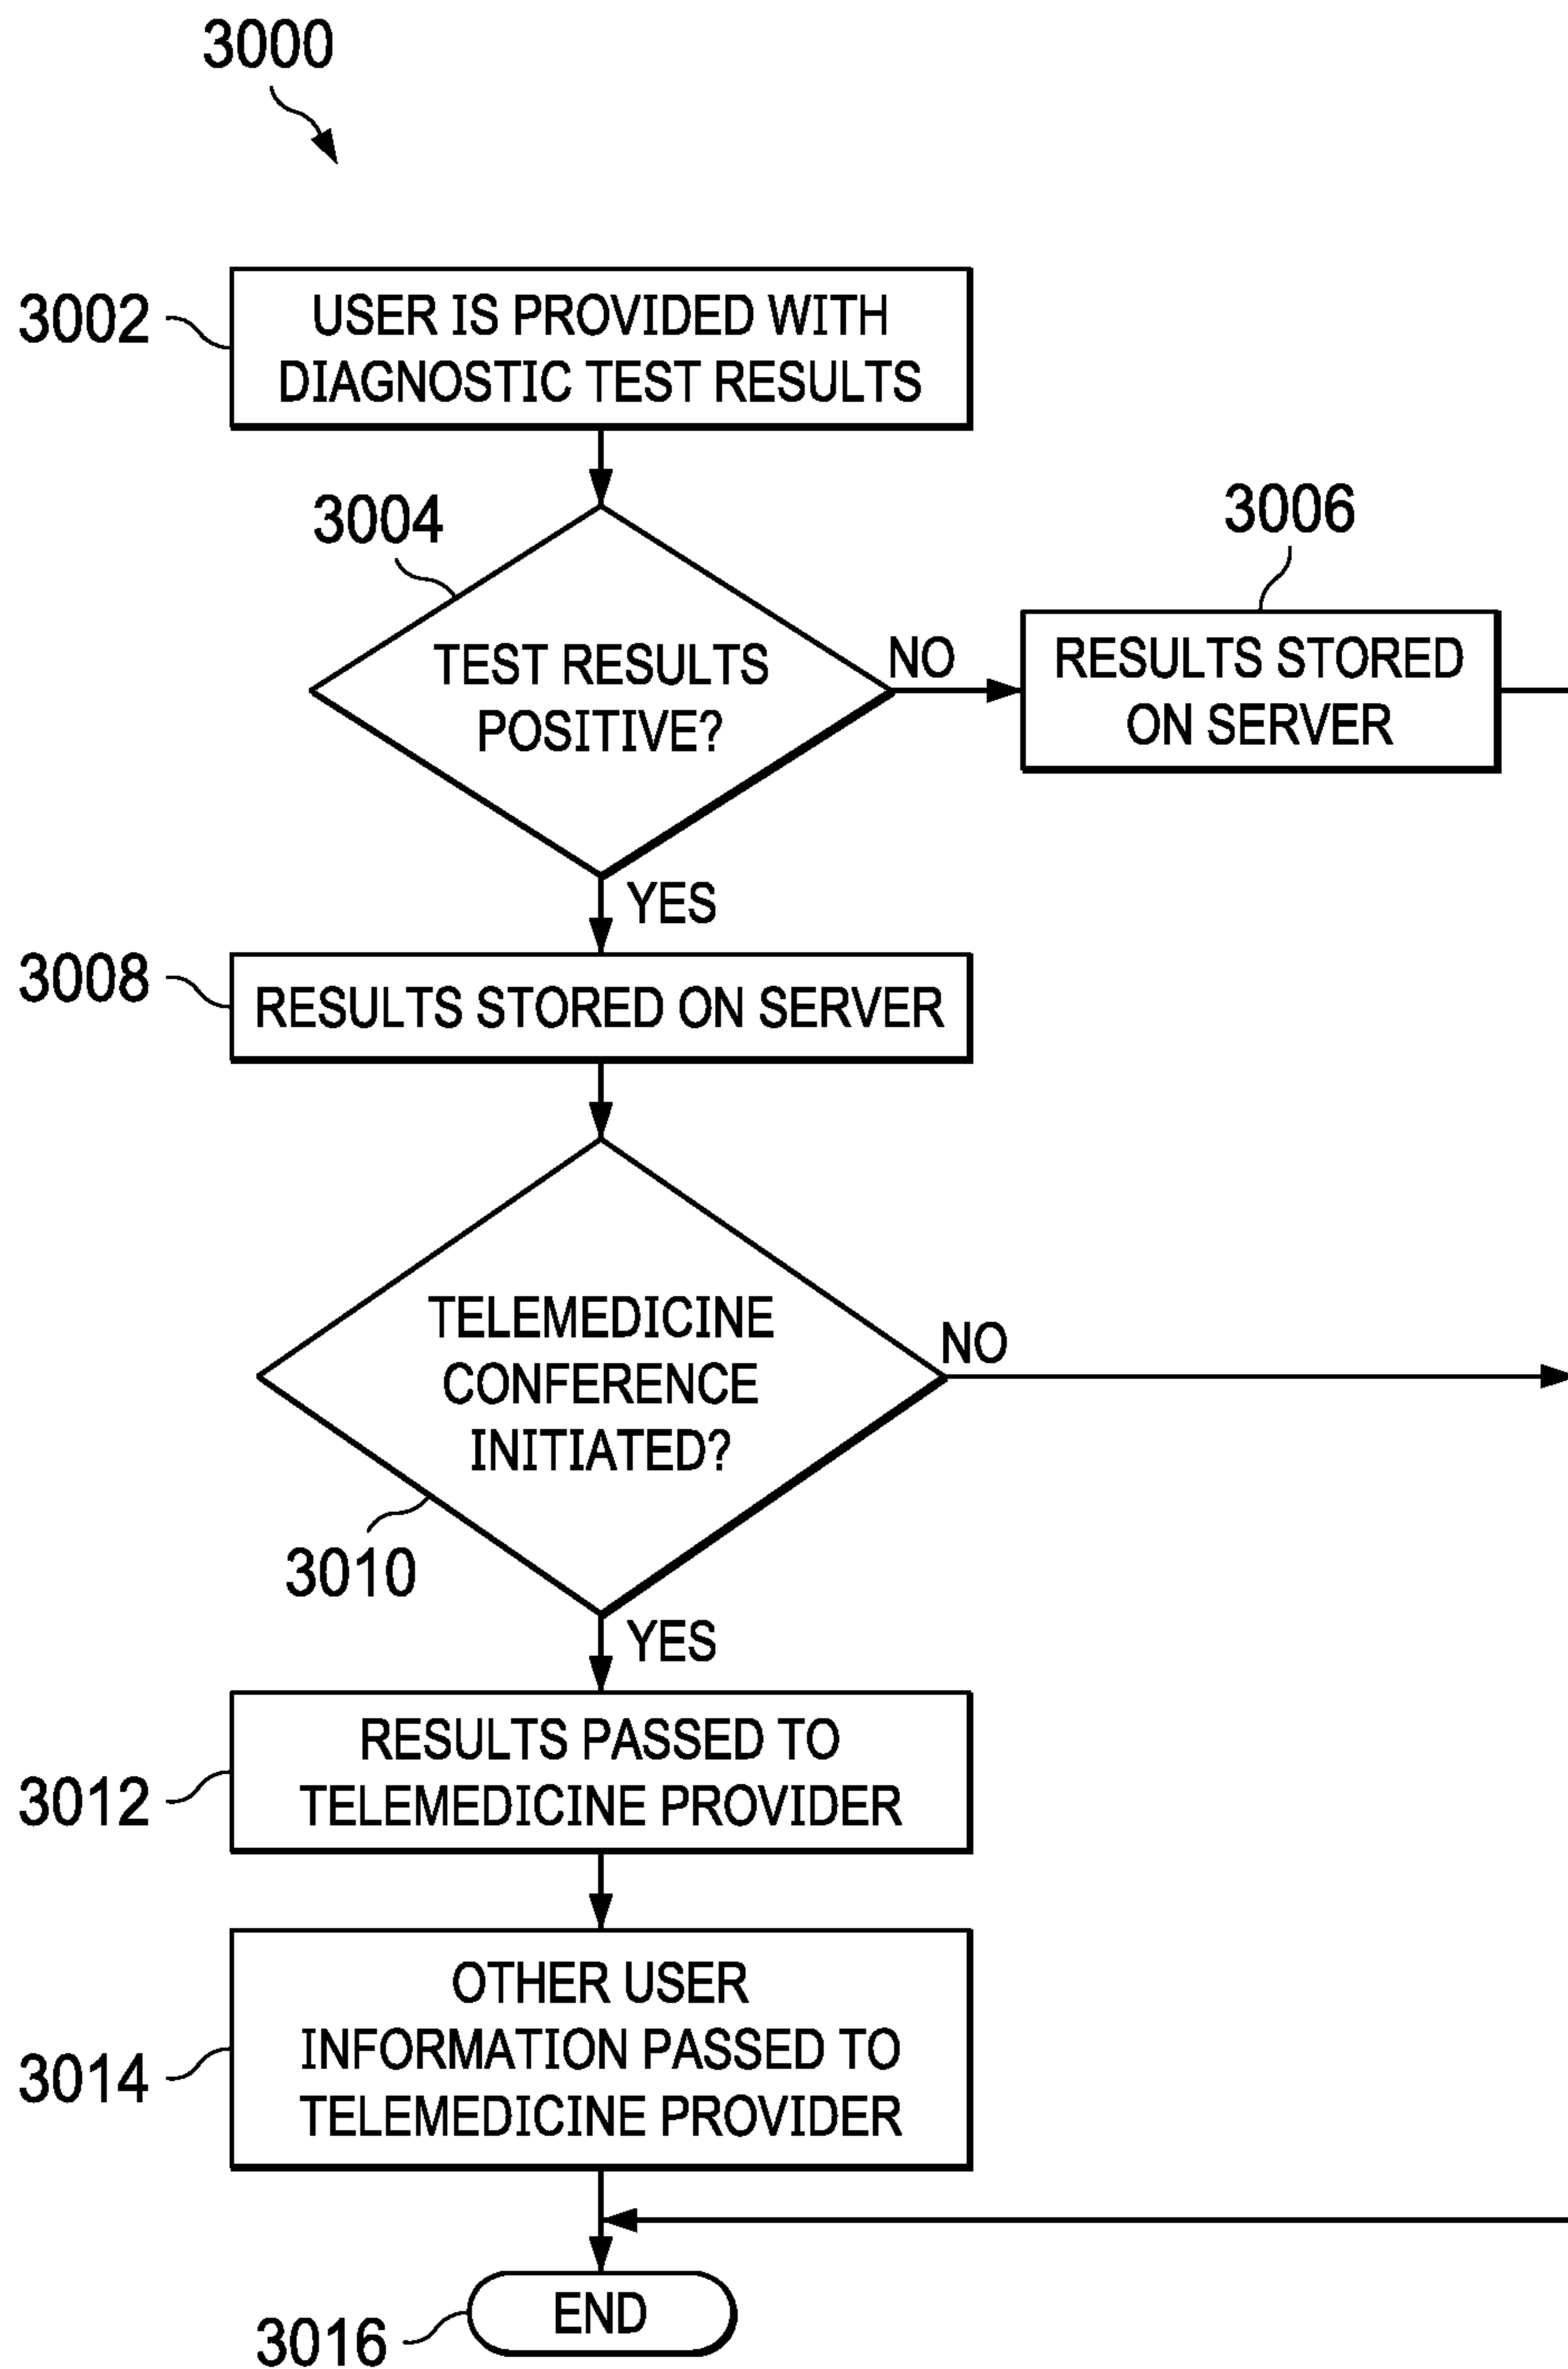 3000
3002
USER IS PROVIDED WITH
DIAGNOSTIC TEST RESULTS
3004
TEST RESULTS
POSITIVE?
NO
3006
RESULTS STORED
ON SERVER
YES
3008
RESULTS STORED ON SERVER
TELEMEDICINE
CONFERENCE
INITIATED?
NO
3010
YES
3012
RESULTS PASSED TO
TELEMEDICINE PROVIDER
3014
OTHER USER
INFORMATION PASSED TO
TELEMEDICINE PROVIDER
END
3016